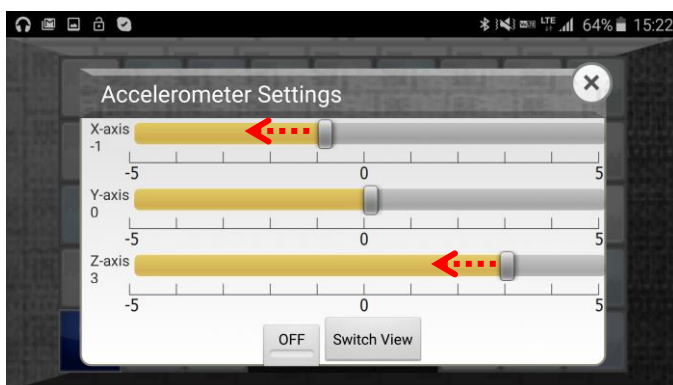 LTE 64% 15:22
Accelerometer Settings
X-axis
-1
-5 0 5
Y-axis
0
-5 0 5
Z-axis
3
-5 0 5
OFF Switch View